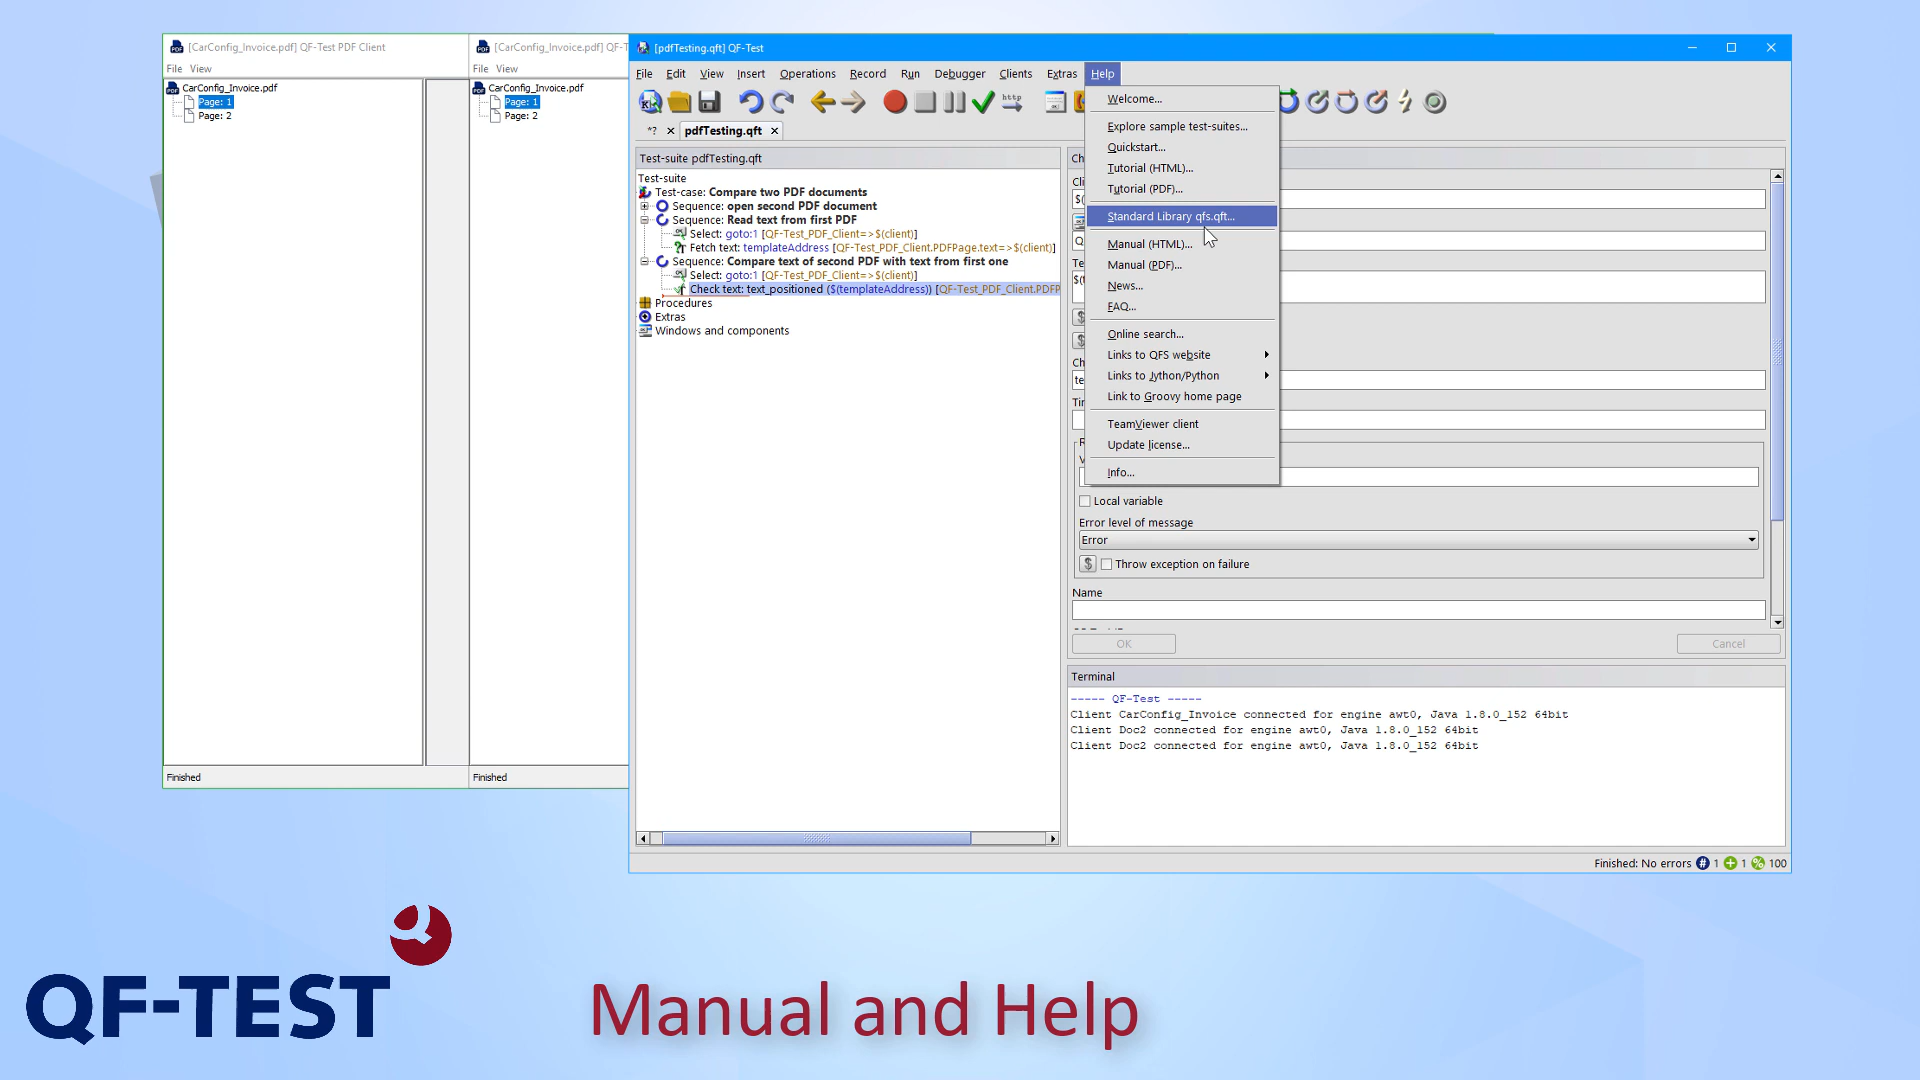 [CarConfig_Invoice.pdf] QF-Test PDF Client
File View
CarConfig_Invoice.pdf
Page: 1
Page: 2
Finished
[CarConfig_Invoice.pdf] QF-T
File View
CarConfig_Invoice.pdf
Page: 1
Page: 2
Finished
[pdfTesting.qft] QF-Test
File Edit View Insert Operations Record Run Debugger Clients Extras Help
http
*? pdfTesting.qft
Test-suite pdfTesting.qft
Test-suite
Test-case: Compare two PDF documents
Sequence: open second PDF document
Sequence: Read text from first PDF
Select: goto:1 [QF-Test_PDF_Client=>$(client)]
Fetch text: templateAddress [QF-Test_PDF_Client.PDFPage.text=>$(client)]
Sequence: Compare text of second PDF with text from first one
Select: goto:1 [QF-Test_PDF_Client=>$(client)]
Check text: text_positioned ($(templateAddress)) [QF-Test_PDF_Client.PDFP
Procedures
Extras
Windows and components
Welcome...
Explore sample test-suites...
Quickstart...
Tutorial (HTML)...
Tutorial (PDF)...
Standard Library qfs.qft...
Manual (HTML)...
Manual (PDF)...
News...
FAQ...
Online search...
Links to QFS website
Links to Jython/Python
Link to Groovy home page
TeamViewer client
Update license...
Info...
Local variable
Error level of message
Error
$ Throw exception on failure
Name
OK Cancel
Terminal
----- QF-Test -----
Client CarConfig_Invoice connected for engine awt0, Java 1.8.0_152 64bit
Client Doc2 connected for engine awt0, Java 1.8.0_152 64bit
Client Doc2 connected for engine awt0, Java 1.8.0_152 64bit
Finished: No errors # 1 1 % 100
QF-TEST
Manual and Help